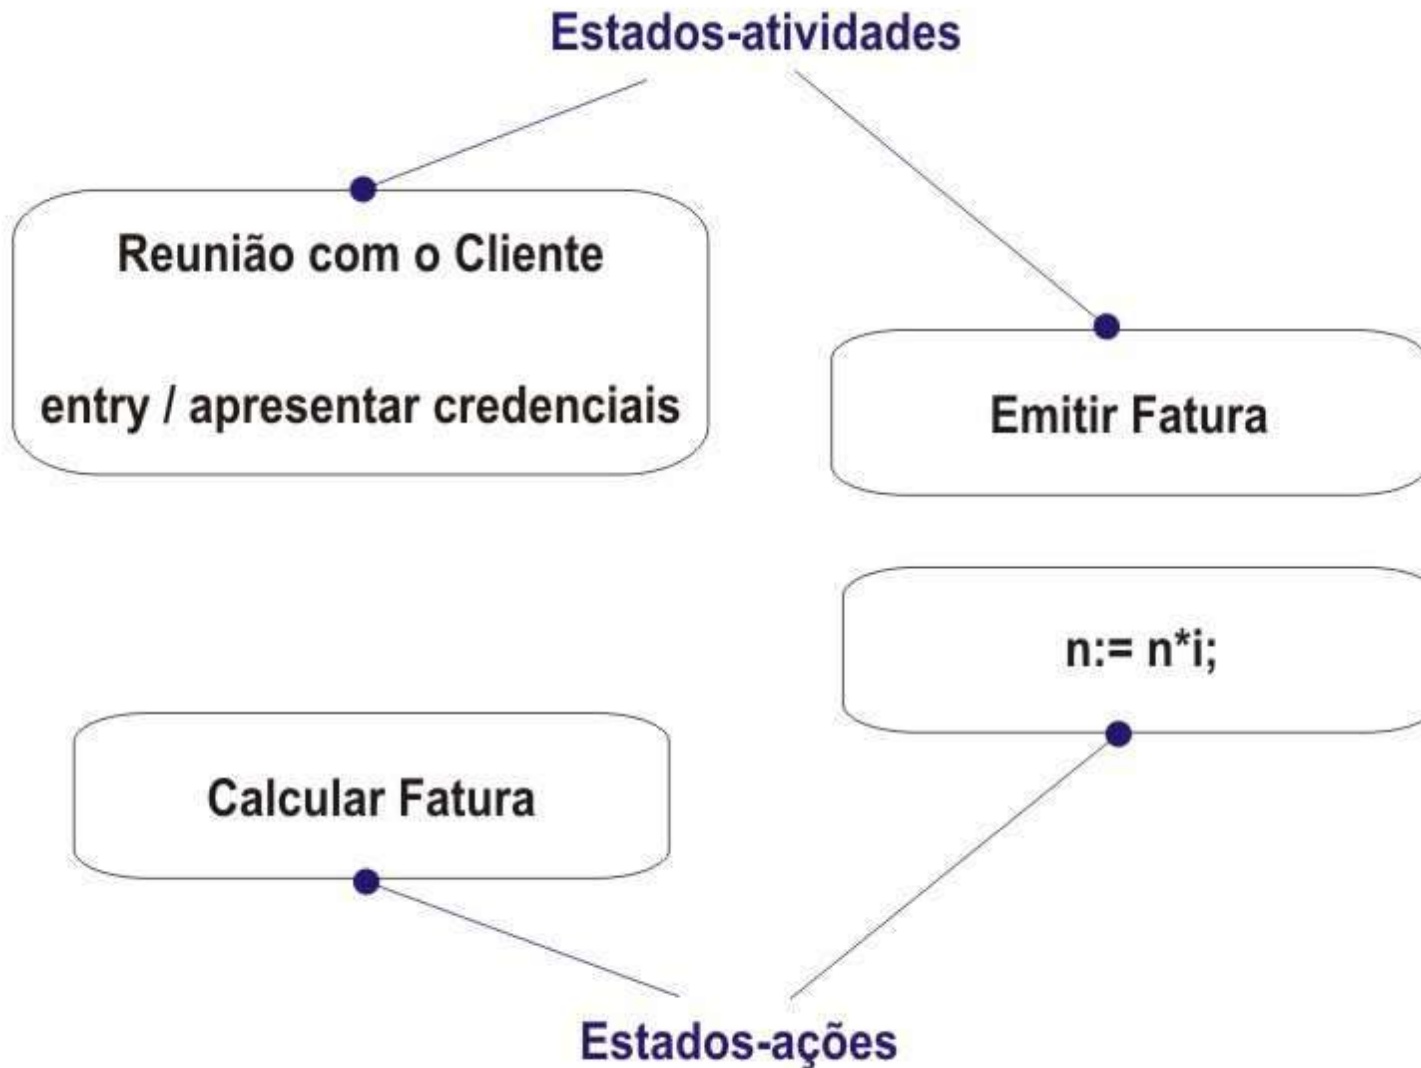 Estados-atividades
Reunião com o Cliente
entry / apresentar credenciais
Emitir Fatura
n:= n*i;
Calcular Fatura
Estados-ações